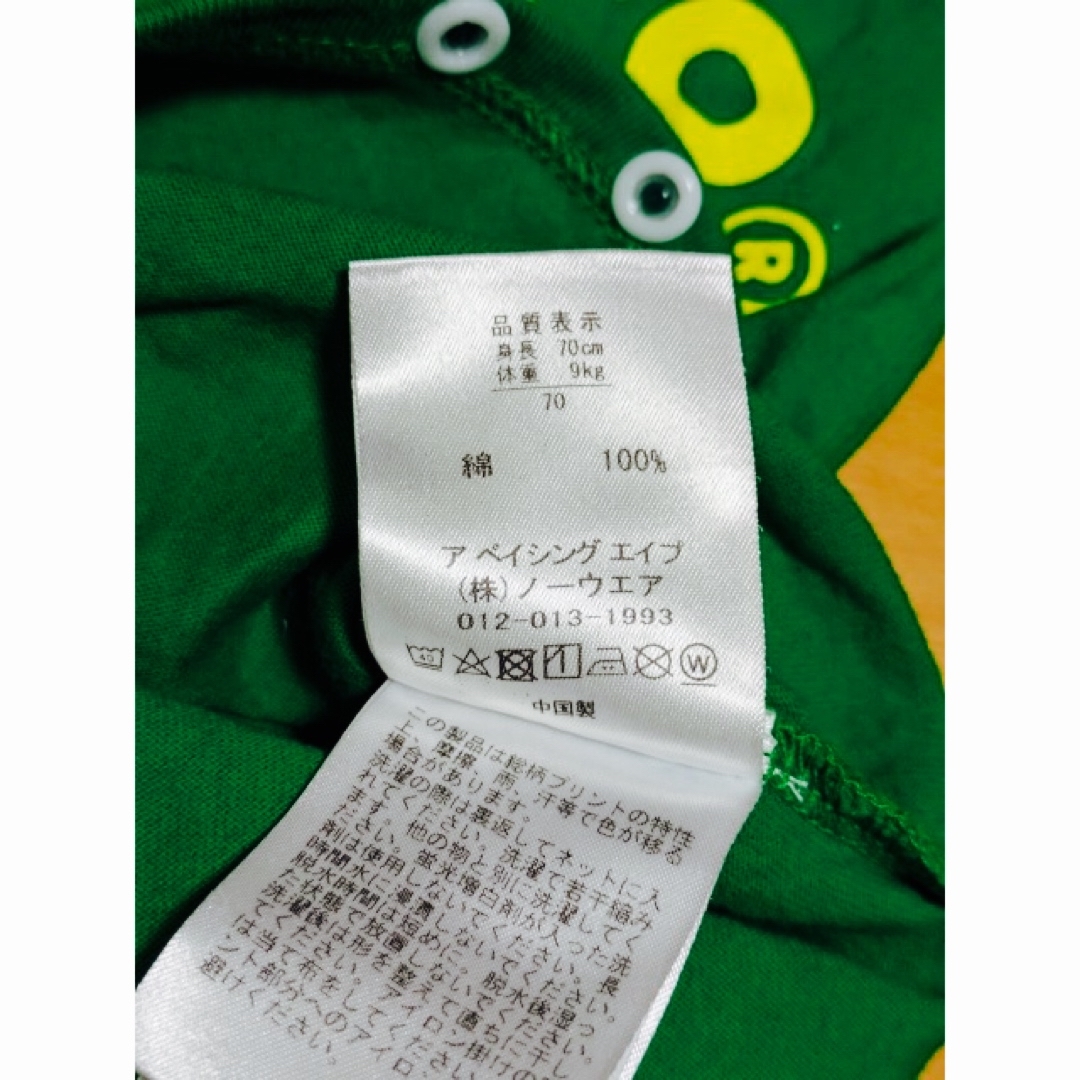 O
®
品質表示
身長 70cm
体重 9kg
70
綿 100%
ア ベイシング エイプ
(株)ノーウエア
012-013-1993
40
W
中国製
この製品は総柄プリントの特性
上、摩擦、雨、汗等で色が移る
場合があります。
洗濯の際は裏返してネットに入
れてください。洗濯で若干縮み
ます。他の物と別に洗濯してく
ださい。蛍光増白剤が入った洗
剤は使用しないでください。長
時間水に浸漬しないでください。
脱水時間は短めに。脱水後湿っ
た状態で放置しないでください。
洗濯後は形を整えて直ちに干し
てください。アイロン掛けの
は当て布をしてください
ント部分へのアイロ
避けください。